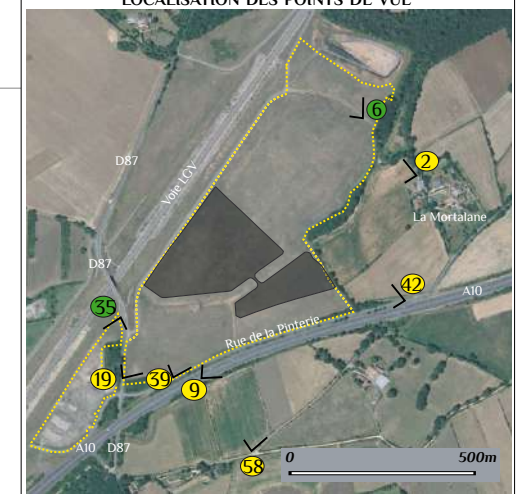 LOCALISATION DES POINTS DE VUE
6
D87
2
Voie LGV
La Mortalane
D87
42
A10
35
Rue de la Pinterie
19
39
9
A10
D87
58
0
500m